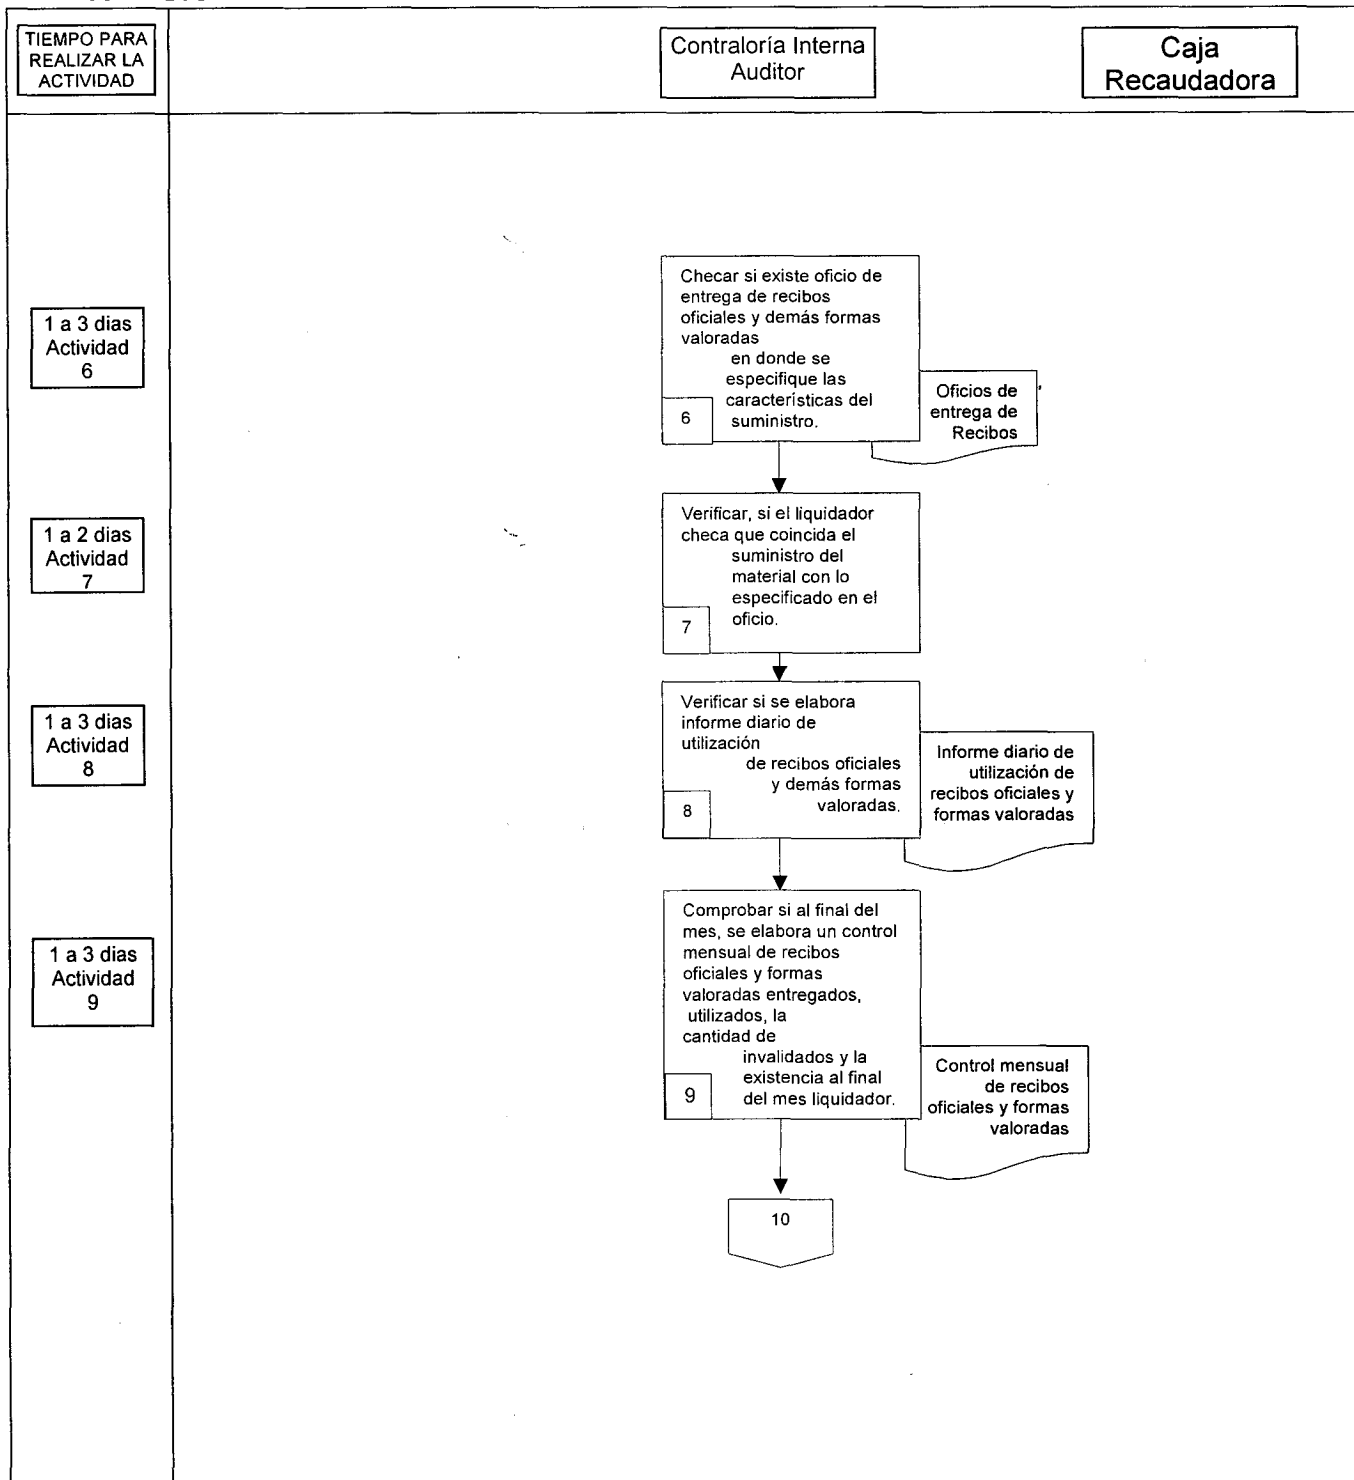 TIEMPO PARA
REALIZAR LA
ACTIVIDAD
Contraloría Interna
Auditor
Caja
Recaudadora
1 a 3 dias
Actividad
6
Checar si existe oficio de
entrega de recibos
oficiales y demás formas
valoradas
en donde se
especifique las
características del
suministro.
6
Oficios de
entrega de
Recibos
1 a 2 dias
Actividad
7
Verificar, si el liquidador
checa que coincida el
suministro del
material con lo
especificado en el
oficio.
7
1 a 3 dias
Actividad
8
Verificar si se elabora
informe diario de
utilización
de recibos oficiales
y demás formas
valoradas.
8
Informe diario de
utilización de
recibos oficiales y
formas valoradas
1 a 3 dias
Actividad
9
Comprobar si al final del
mes, se elabora un control
mensual de recibos
oficiales y formas
valoradas entregados,
utilizados, la
cantidad de
invalidados y la
existencia al final
del mes liquidador.
9
Control mensual
de recibos
oficiales y formas
valoradas
10